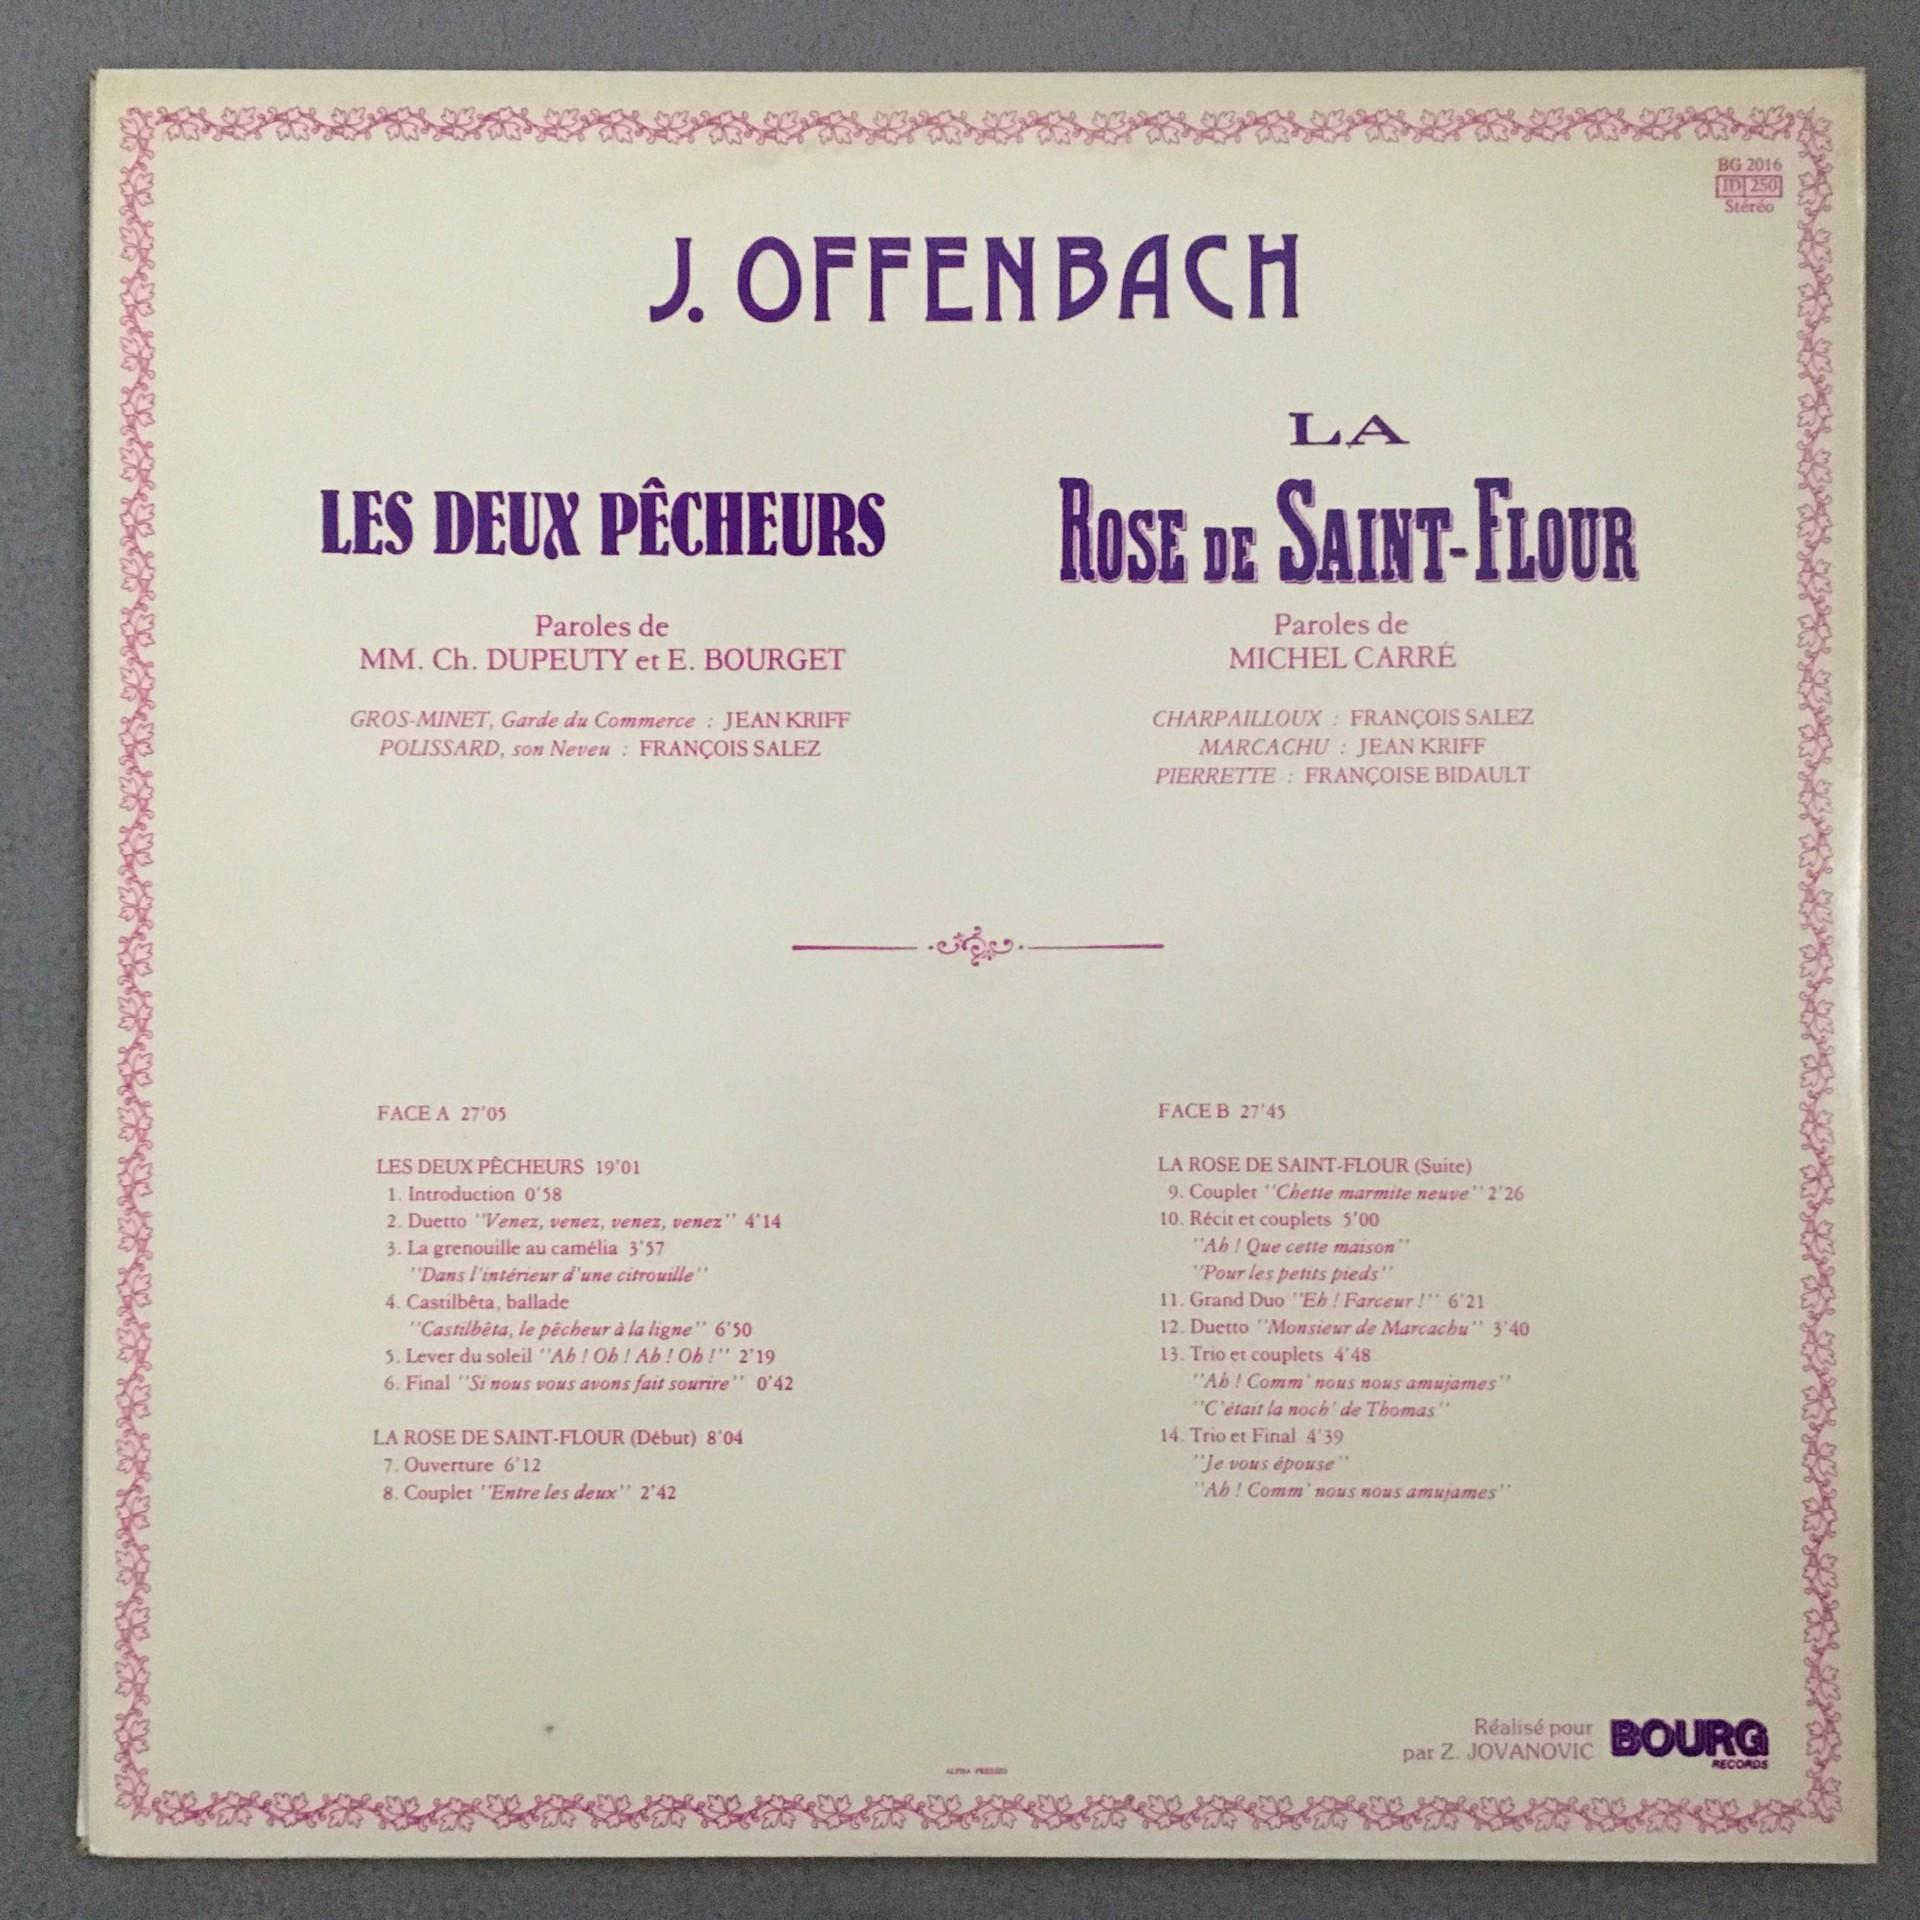 BG 2016
ID 250
Stéréo
J. OFFENBACH
LES DEUX PÊCHEURS
Paroles de
MM. Ch. DUPEUTY et E. BOURGET
GROS-MINET, Garde du Commerce : JEAN KRIFF
POLISSARD, son Neveu : FRANÇOIS SALEZ
LA
ROSE DE SAINT-FLOUR
Paroles de
MICHEL CARRÉ
CHARPAILLOUX : FRANÇOIS SALEZ
MARCACHU : JEAN KRIFF
PIERRETTE : FRANÇOISE BIDAULT
FACE A 27'05
LES DEUX PÊCHEURS 19'01
1. Introduction 0'58
2. Duetto "Venez, venez, venez, venez" 4'14
3. La grenouille au camélia 3'57
"Dans l'intérieur d'une citrouille"
4. Castilbêta, ballade
"Castilbêta, le pêcheur à la ligne" 6'50
5. Lever du soleil "Ah ! Oh ! Ah ! Oh !" 2'19
6. Final "Si nous vous avons fait sourire" 0'42
LA ROSE DE SAINT-FLOUR (Début) 8'04
7. Ouverture 6'12
8. Couplet "Entre les deux" 2'42
FACE B 27'45
LA ROSE DE SAINT-FLOUR (Suite)
9. Couplet "Chette marmite neuve" 2'26
10. Récit et couplets 5'00
"Ah ! Que cette maison"
"Pour les petits pieds"
11. Grand Duo "Eh ! Farceur !" 6'21
12. Duetto "Monsieur de Marcachu" 3'40
13. Trio et couplets 4'48
"Ah ! Comm' nous nous amujames"
"C'était la noch' de Thomas"
14. Trio et Final 4'39
"Je vous épouse"
"Ah ! Comm' nous nous amujames"
Réalisé pour BOURG
par Z. JOVANOVIC
RECORDS
ALPHA PRESSES